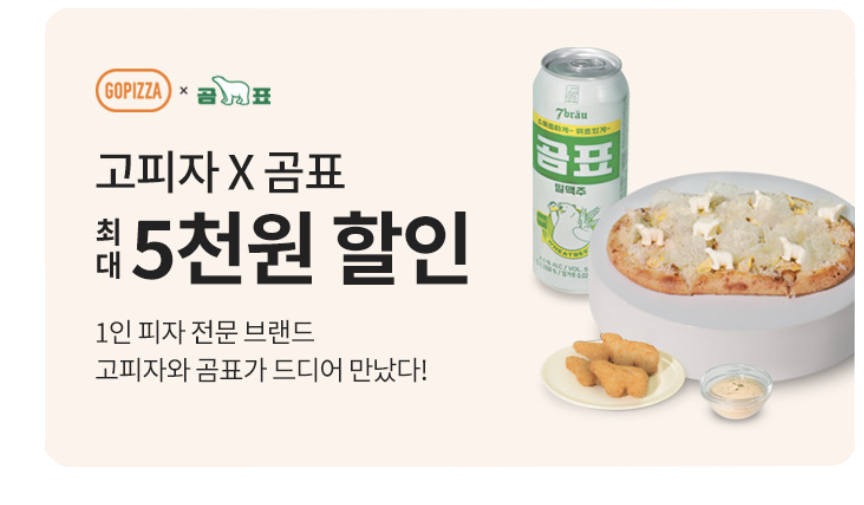 GOPIZZA × 곰표
고피자 X 곰표
최대 5천원 할인
1인 피자 전문 브랜드
고피자와 곰표가 드디어 만났다!
7bräu
곰표
밀맥주